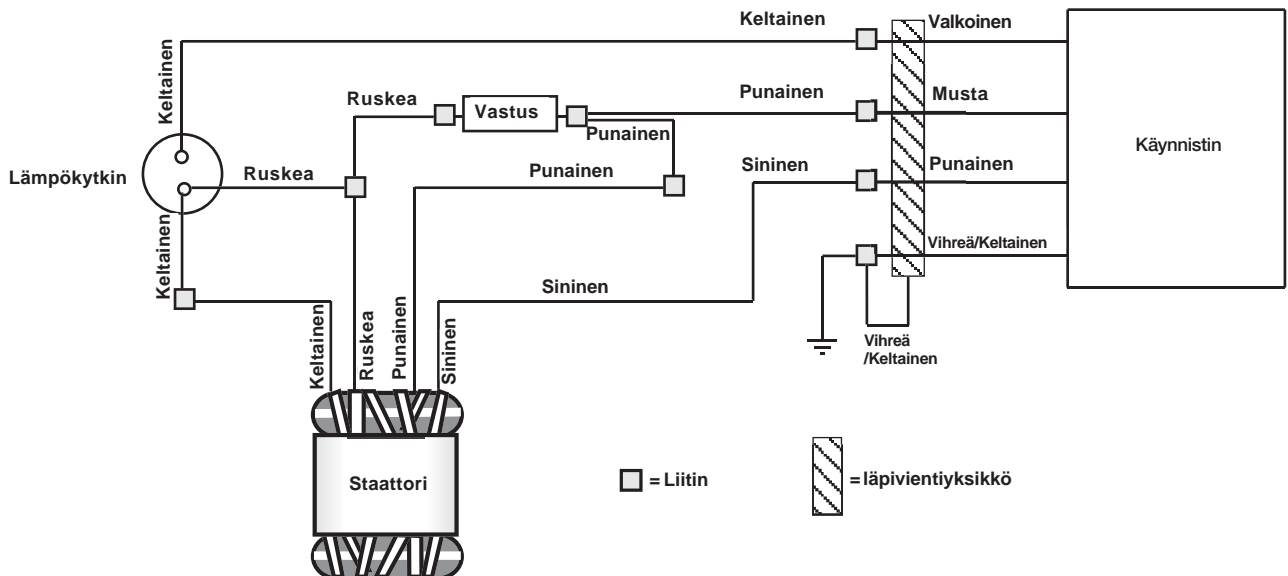 Keltainen
Valkoinen
Keltainen
Ruskea
Vastus
Punainen
Musta
Punainen
Käynnistin
Lämpökytkin
Ruskea
Punainen
Sininen
Punainen
Keltainen
Vihreä/Keltainen
Sininen
Keltainen
Ruskea
Punainen
Sininen
Vihreä
/Keltainen
Staattori
= Liitin
= läpivientiyksikkö